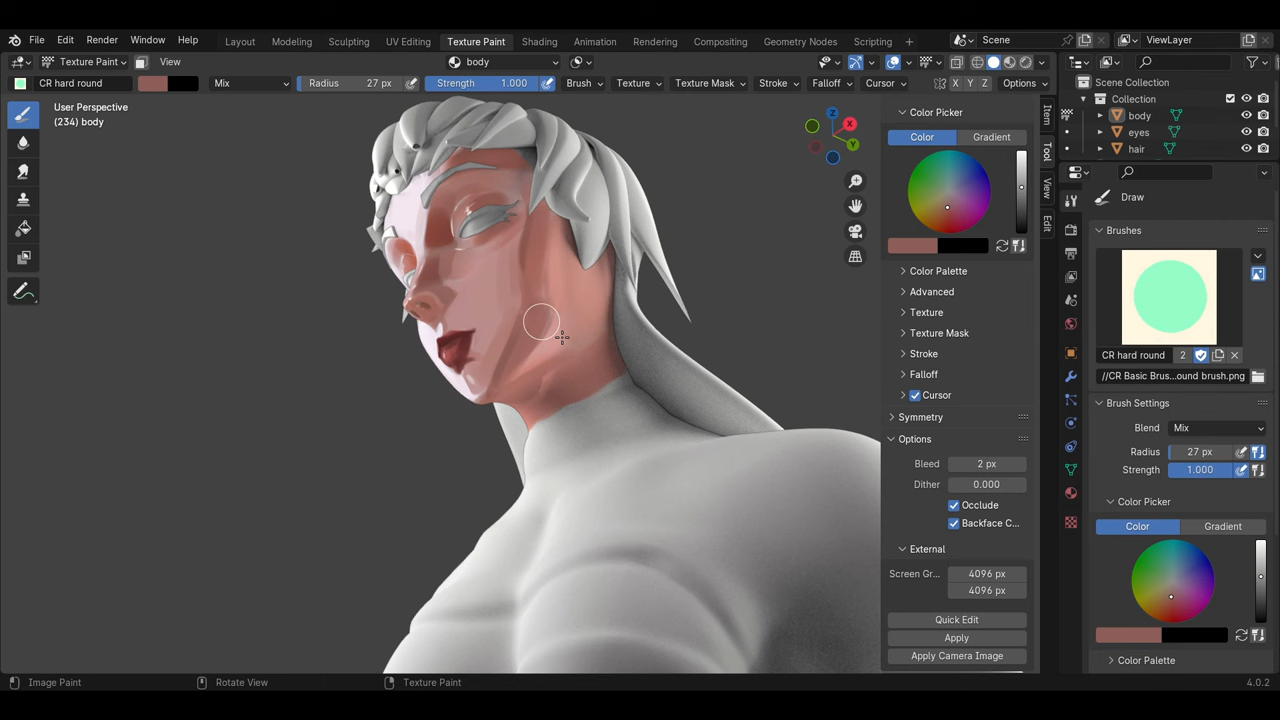 File Edit Render Window Help Layout Modeling Sculpting UV Editing Texture Paint Shading Animation Rendering Compositing Geometry Nodes Scripting + Scene ViewLayer
Texture Paint View body Options
CR hard round Mix Radius 27 px Strength 1.000 Brush Texture Texture Mask Stroke Falloff Cursor X Y Z Options
User Perspective
(234) body
Z
X
Y
Item
Tool
View
Edit
Color Picker
Color Gradient
Color Palette
Advanced
Texture
Texture Mask
Stroke
Falloff
Cursor
Symmetry
Options
Bleed 2 px
Dither 0.000
Occlude
Backface C...
External
Screen Gr... 4096 px
4096 px
Quick Edit
Apply
Apply Camera Image
Scene Collection
Collection
body
eyes
hair
Draw
Brushes
CR hard round 2
//CR Basic Brus...ound brush.png
Brush Settings
Blend Mix
Radius 27 px
Strength 1.000
Color Picker
Color Gradient
Color Palette
Image Paint Rotate View Texture Paint 4.0.2